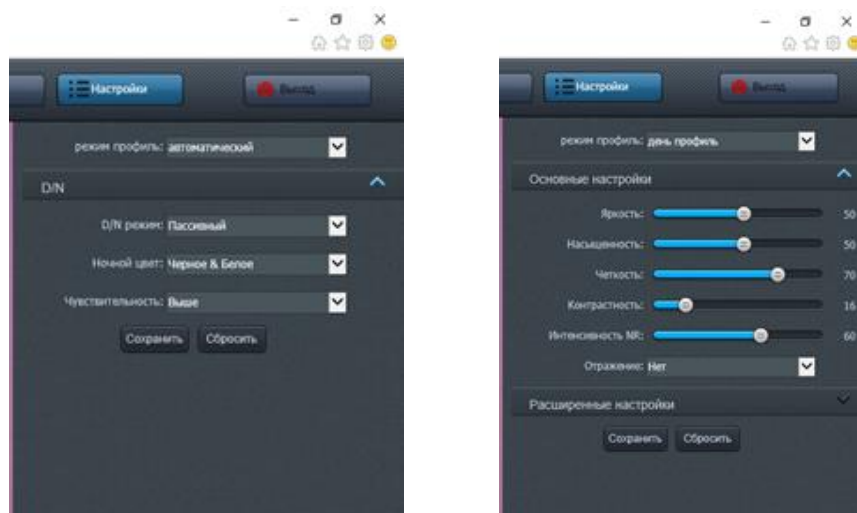 Настройки
Выход
режим профиль: автоматический
D/N
D/N режим: Пассивный
Ночной цвет: Черное & Белое
Чувствительность: Выше
Сохранить Сбросить
Настройки
Выход
режим профиль: день профиль
Основные настройки
Яркость: 50
Насыщенность: 50
Четкость: 70
Контрастность: 16
Интенсивность NR: 60
Отражение: Нет
Расширенные настройки
Сохранить Сбросить